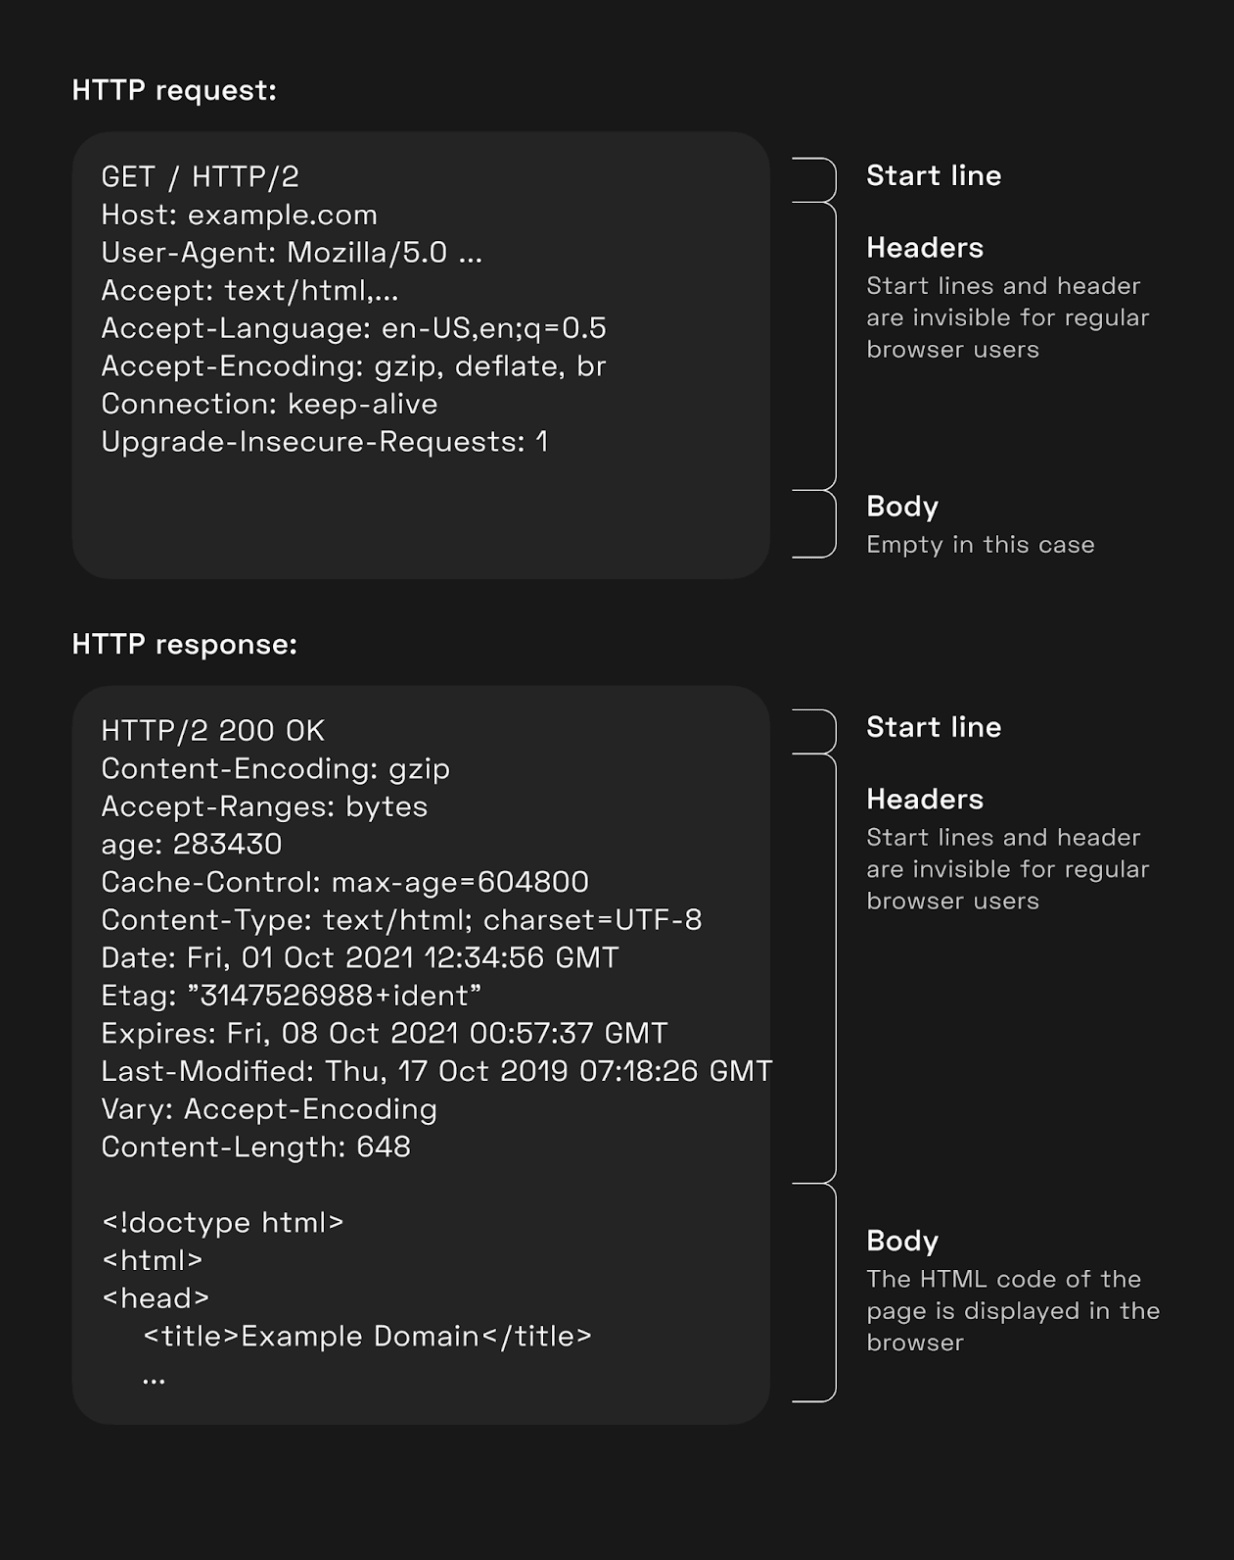 HTTP request:
GET / HTTP/2
Host: example.com
User-Agent: Mozilla/5.0 ...
Accept: text/html,...
Accept-Language: en-US,en;q=0.5
Accept-Encoding: gzip, deflate, br
Connection: keep-alive
Upgrade-Insecure-Requests: 1
Start line
Headers
Start lines and header
are invisible for regular
browser users
Body
Empty in this case
HTTP response:
HTTP/2 200 OK
Content-Encoding: gzip
Accept-Ranges: bytes
age: 283430
Cache-Control: max-age=604800
Content-Type: text/html; charset=UTF-8
Date: Fri, 01 Oct 2021 12:34:56 GMT
Etag: ”3147526988+ident”
Expires: Fri, 08 Oct 2021 00:57:37 GMT
Last-Modified: Thu, 17 Oct 2019 07:18:26 GMT
Vary: Accept-Encoding
Content-Length: 648
<!doctype html>
<html>
<head>
<title>Example Domain</title>
...
Start line
Headers
Start lines and header
are invisible for regular
browser users
Body
The HTML code of the
page is displayed in the
browser